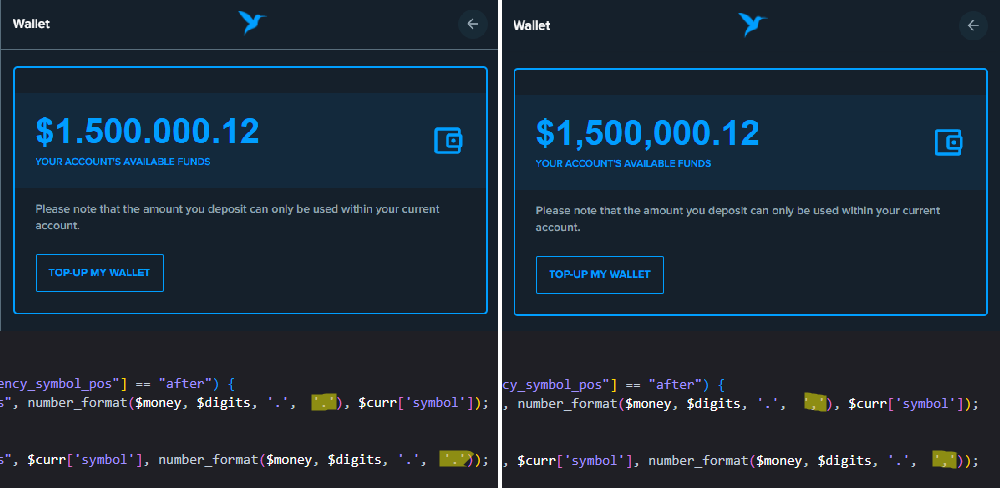 Wallet
$1.500.000.12
YOUR ACCOUNT'S AVAILABLE FUNDS
Please note that the amount you deposit can only be used within your current
account.
TOP-UP MY WALLET
ency_symbol_pos"] == "after") {
s", number_format($money, $digits, '.', '.'), $curr['symbol']);
s", $curr['symbol'], number_format($money, $digits, '.', '.'));
Wallet
$1,500,000.12
YOUR ACCOUNT'S AVAILABLE FUNDS
Please note that the amount you deposit can only be used within your current
account.
TOP-UP MY WALLET
cy_symbol_pos"] == "after") {
, number_format($money, $digits, '.', ','), $curr['symbol']);
, $curr['symbol'], number_format($money, $digits, '.', ','));